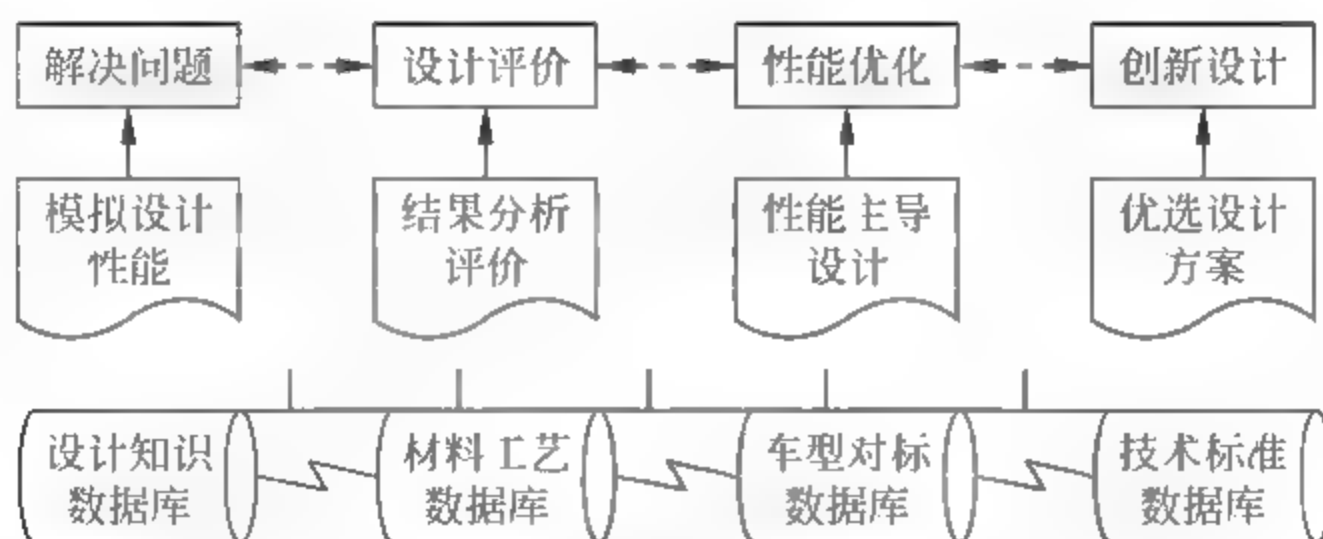 解决问题
设计评价
性能优化
创新设计
模拟设计
性能
结果分析
评价
性能主导
设计
优选设计
方案
设计知识
数据库
材料工艺
数据库
车型对标
数据库
技术标准
数据库